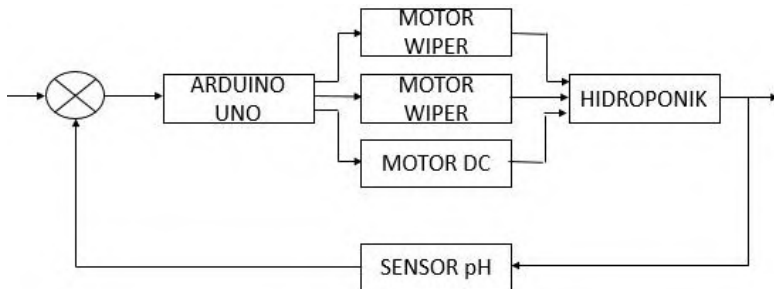 MOTOR
WIPER
ARDUINO
UNO
MOTOR
WIPER
HIDROPONIK
MOTOR DC
SENSOR pH